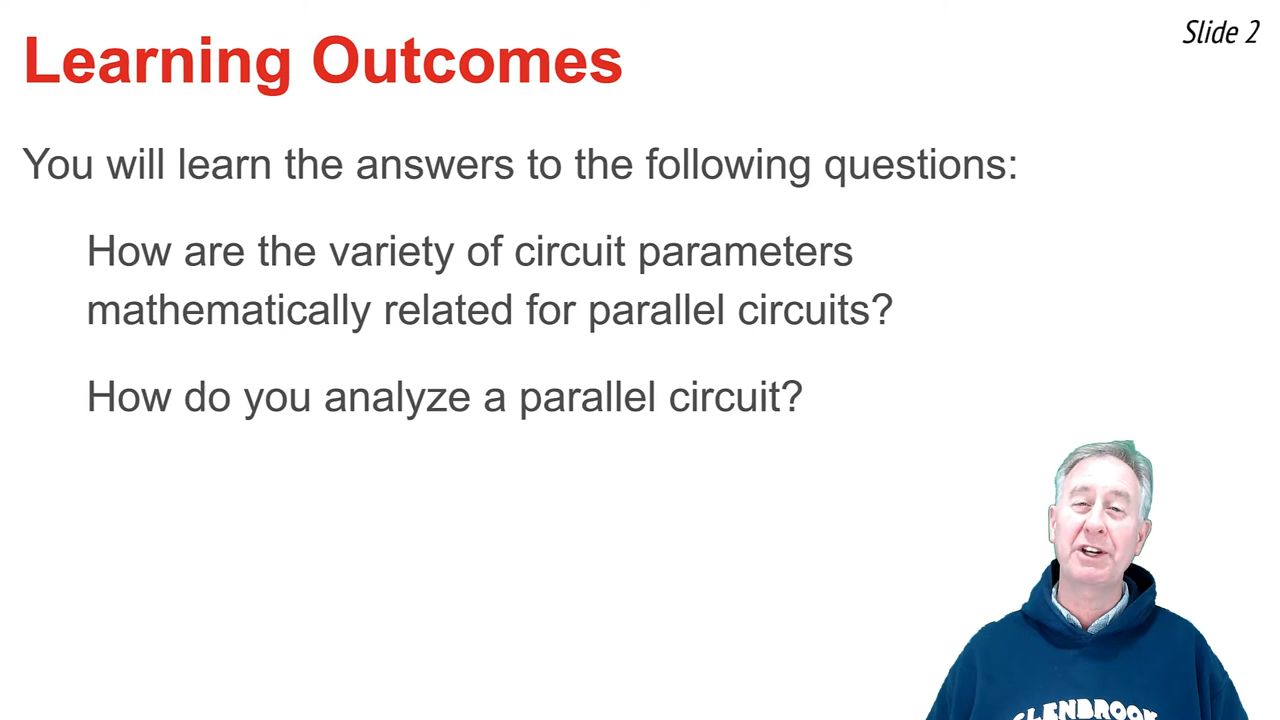 Slide 2
Learning Outcomes
You will learn the answers to the following questions:
How are the variety of circuit parameters
mathematically related for parallel circuits?
How do you analyze a parallel circuit?
GLENBROOK